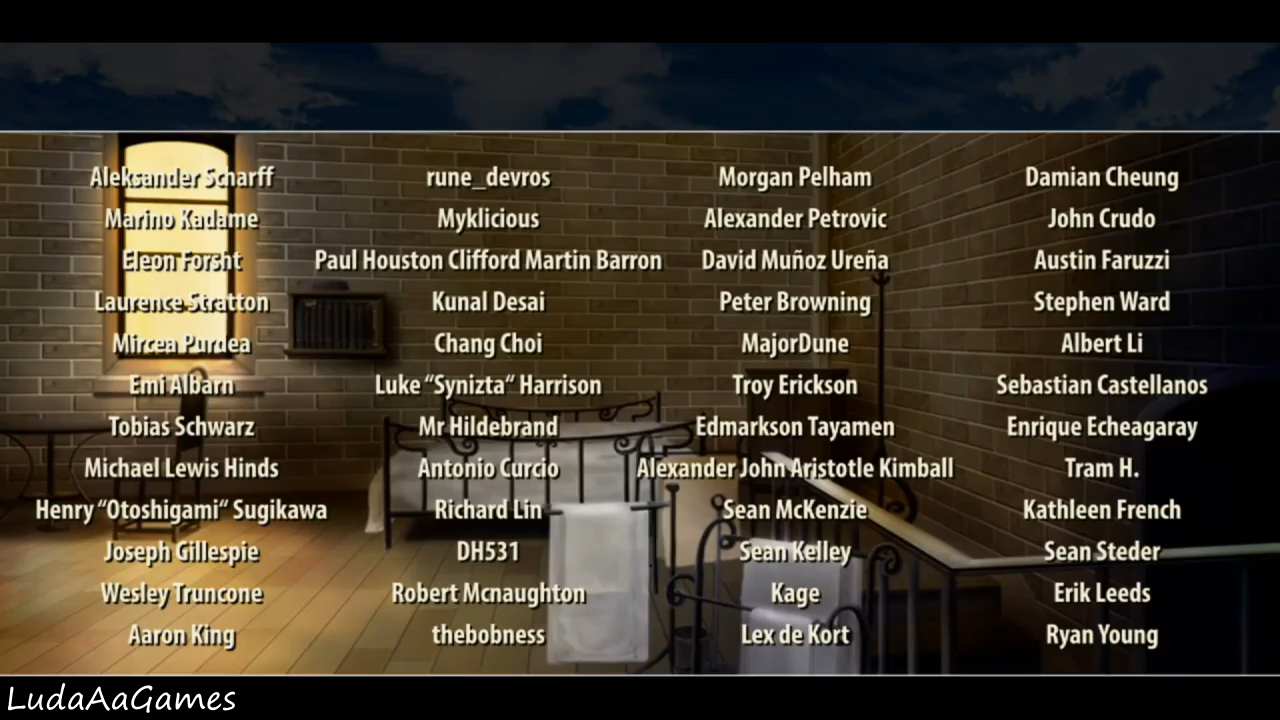 Aleksander Scharff
Marino Kadame
Eleon Forsht
Laurence Stratton
Mircea Purdea
Emi Albarn
Tobias Schwarz
Michael Lewis Hinds
Henry “Otoshigami“ Sugikawa
Joseph Gillespie
Wesley Truncone
Aaron King
rune_devros
Myklicious
Paul Houston Clifford Martin Barron
Kunal Desai
Chang Choi
Luke “Synizta“ Harrison
Mr Hildebrand
Antonio Curcio
Richard Lin
DH531
Robert Mcnaughton
thebobness
Morgan Pelham
Alexander Petrovic
David Muñoz Ureña
Peter Browning
MajorDune
Troy Erickson
Edmarkson Tayamen
Alexander John Aristotle Kimball
Sean McKenzie
Sean Kelley
Kage
Lex de Kort
Damian Cheung
John Crudo
Austin Faruzzi
Stephen Ward
Albert Li
Sebastian Castellanos
Enrique Echeagaray
Tram H.
Kathleen French
Sean Steder
Erik Leeds
Ryan Young
LudaAaGames